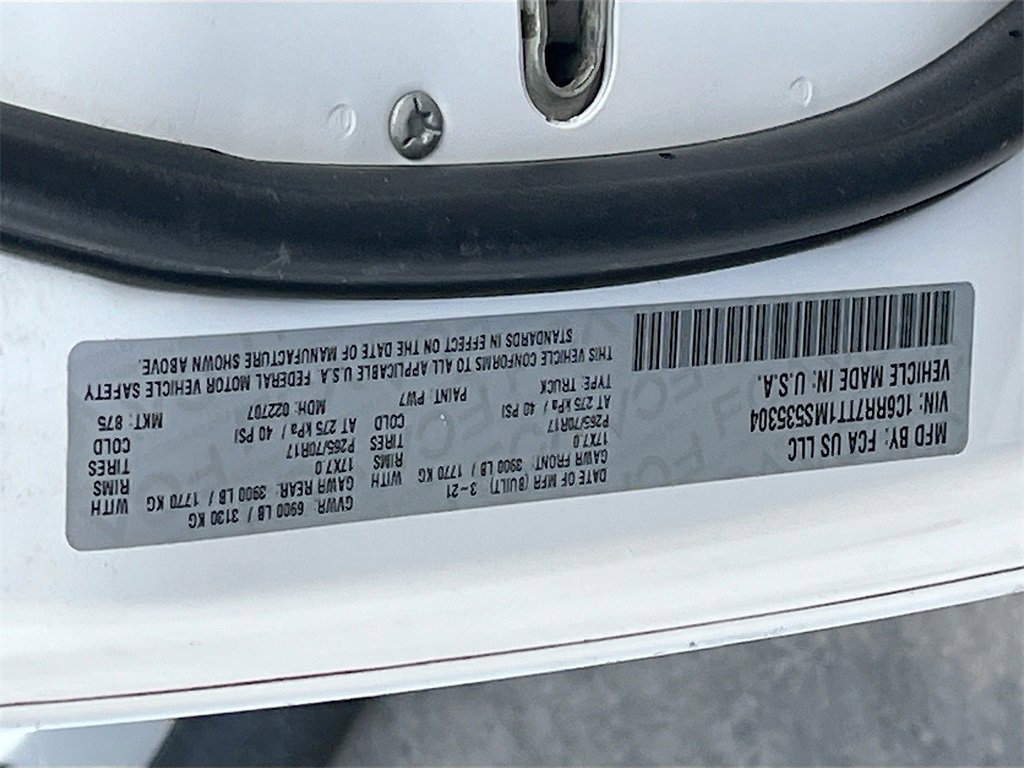 MFD BY: FCA US LLC
DATE OF MFR (BUILT) 3-21
GVWR: 6900 LB / 3130 KG
VIN: 1C6RR7TT1MS535304
GAWR FRONT: 3900 LB / 1770 KG WITH
GAWR REAR: 3900 LB / 1770 KG WITH
VEHICLE MADE IN: U.S.A.
17X7.0 RIMS
17X7.0 RIMS
P265/70R17 TIRES
P265/70R17 TIRES
AT 275 kPa / 40 PSI COLD
AT 275 kPa / 40 PSI COLD
TYPE: TRUCK PAINT: PW7 MDH: 022707 MKT: 875
THIS VEHICLE CONFORMS TO ALL APPLICABLE U.S.A. FEDERAL MOTOR VEHICLE SAFETY
STANDARDS IN EFFECT ON THE DATE OF MANUFACTURE SHOWN ABOVE.